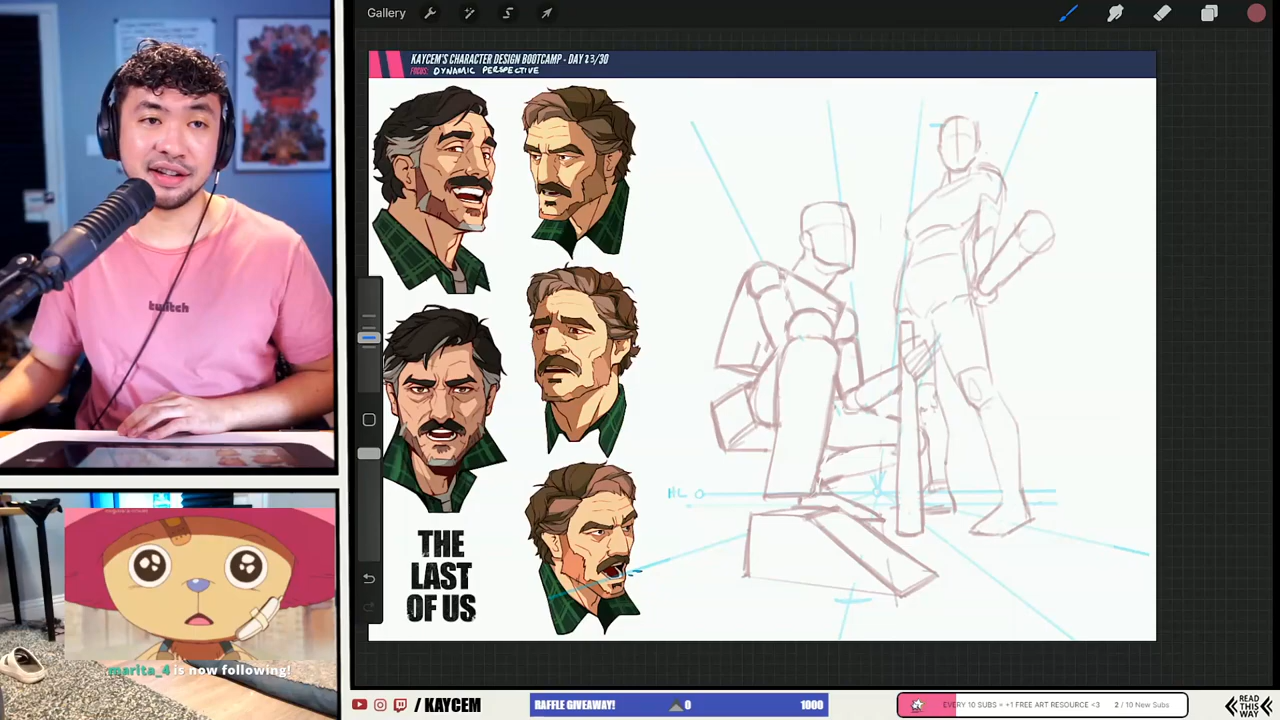 Gallery
KAYCEM'S CHARACTER DESIGN BOOTCAMP - DAY 23/30
FOCUS: DYNAMIC PERSPECTIVE
twitch
HL
THE
LAST
OF US
marita_4 is now following!
/ KAYCEM
RAFFLE GIVEAWAY!
0
1000
EVERY 10 SUBS = +1 FREE ART RESOURCE <3
2 / 10 New Subs
READ
THIS
WAY